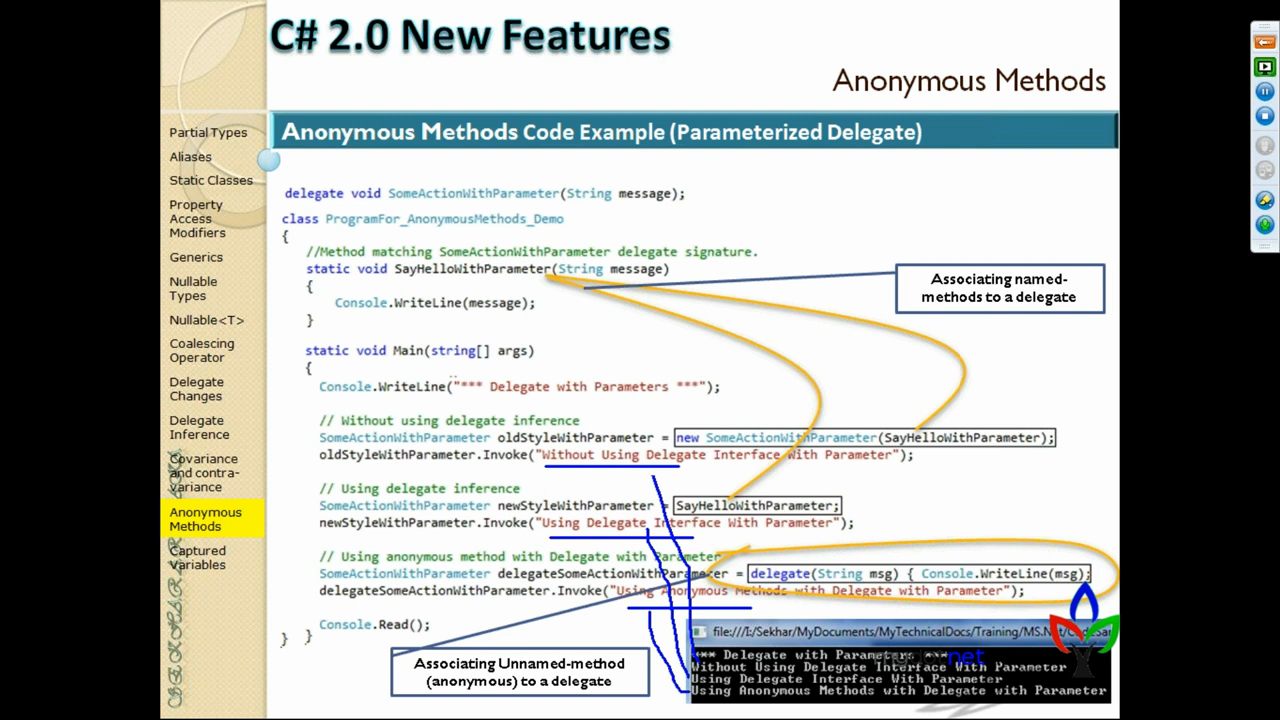 C# 2.0 New Features
Anonymous Methods
Anonymous Methods Code Example (Parameterized Delegate)
Partial Types
Aliases
Static Classes
Property
Access
Modifiers
Generics
Nullable
Types
Nullable<T>
Coalescing
Operator
Delegate
Changes
Delegate
Inference
Covariance
and contra-
variance
Anonymous
Methods
Captured
Variables
delegate void SomeActionWithParameter(String message);
class ProgramFor_AnonymousMethods_Demo
{
//Method matching SomeActionWithParameter delegate signature.
static void SayHelloWithParameter(String message)
{
Console.WriteLine(message);
}
Associating named-
methods to a delegate
static void Main(string[] args)
{
Console.WriteLine("*** Delegate with Parameters ***");
// Without using delegate inference
SomeActionWithParameter oldStyleWithParameter = new SomeActionWithParameter(SayHelloWithParameter);
oldStyleWithParameter.Invoke("Without Using Delegate Interface With Parameter");
// Using delegate inference
SomeActionWithParameter newStyleWithParameter = SayHelloWithParameter;
newStyleWithParameter.Invoke("Using Delegate Interface With Parameter");
// Using anonymous method with Delegate with Parameter
SomeActionWithParameter delegateSomeActionWithParameter = delegate(String msg) { Console.WriteLine(msg);
delegateSomeActionWithParameter.Invoke("Using Anonymous Methods with Delegate with Parameter");
Console.Read();
} }
Associating Unnamed-method
(anonymous) to a delegate
file:///I:/Sekhar/MyDocuments/MyTechnicalDocs/Training/MS.Net/CodeSam
*** Delegate with Parameters ***
Without Using Delegate Interface With Parameter
Using Delegate Interface With Parameter
Using Anonymous Methods with Delegate with Parameter